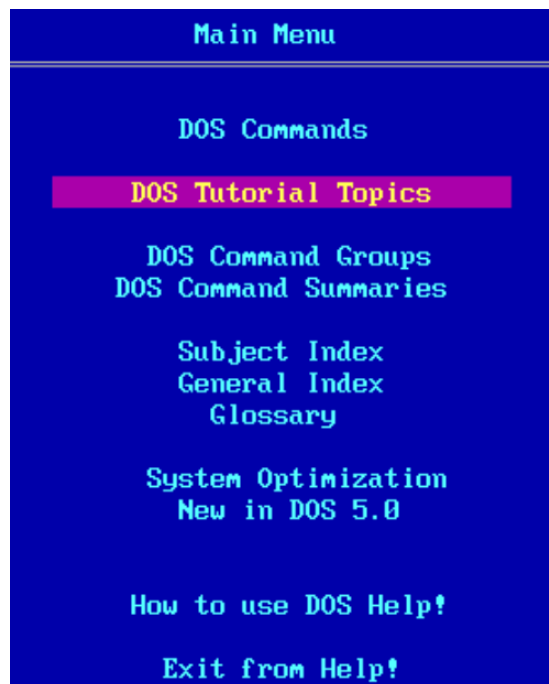 Main Menu
DOS Commands
DOS Tutorial Topics
DOS Command Groups
DOS Command Summaries
Subject Index
General Index
Glossary
System Optimization
New in DOS 5.0
How to use DOS Help!
Exit from Help!